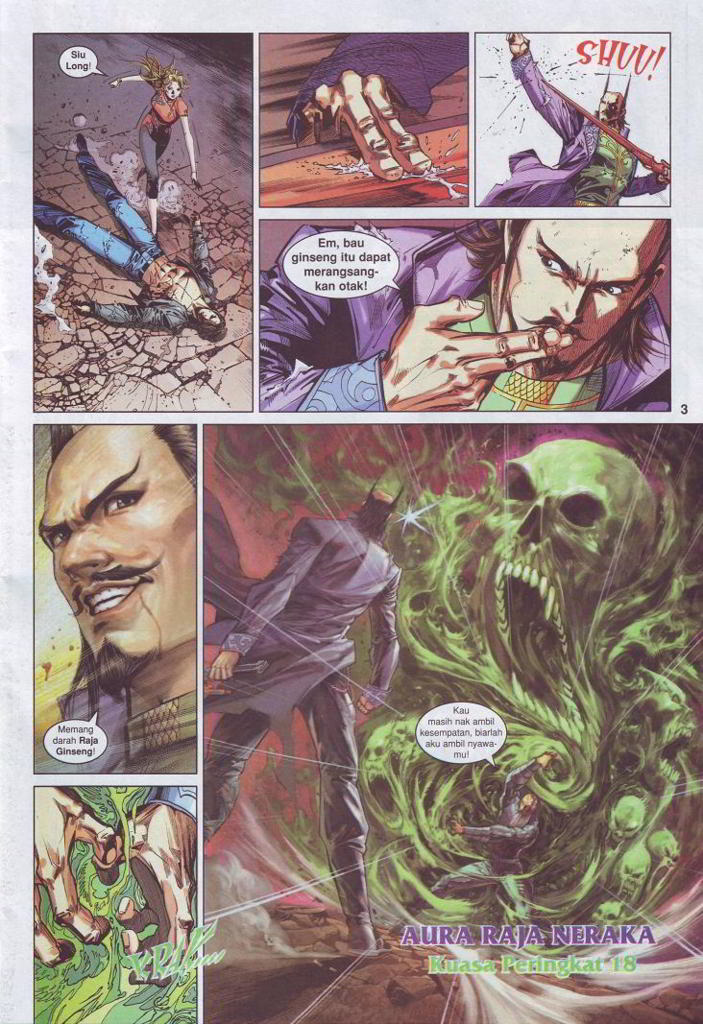 Siu
Long!
SHUU!
Em, bau
ginseng itu dapat
merangsang-
kan otak!
3
Memang
darah Raja
Ginseng!
Kau
masih nak ambil
kesempatan, biarlah
aku ambil nyawa-
mu!
KRAK
AURA RAJA NERAKA
Kuasa Peringkat 18